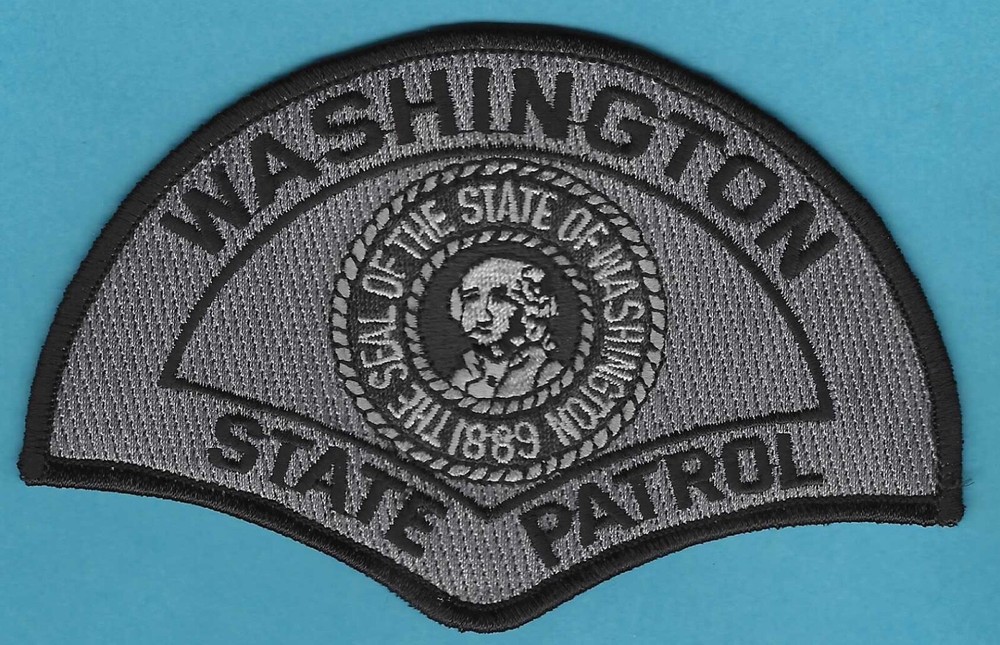 WASHINGTON
THE SEAL OF THE STATE OF WASHINGTON
1889
STATE PATROL